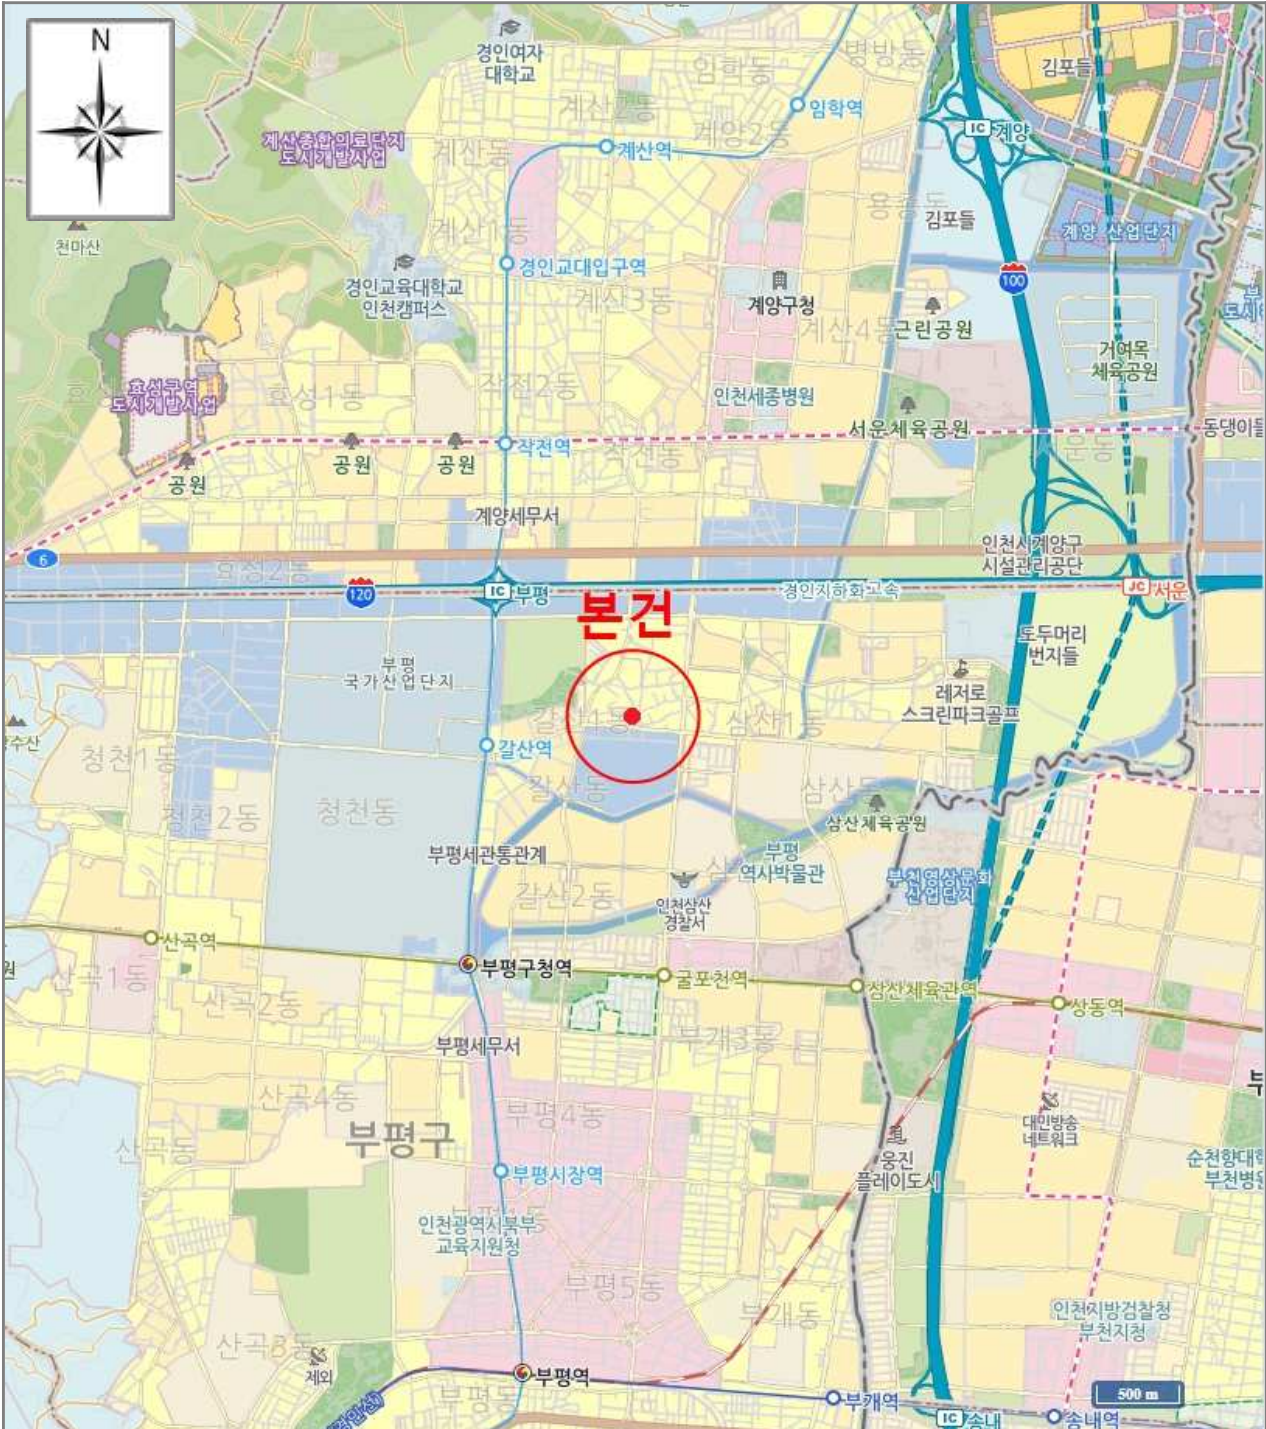 N
경인여자
대학교
임학동
병방동
김포들
계산2동
임학역
계양2동
IC 계양
계산종합의료단지
도시개발사업
계산동
계산역
용종동
김포들
계양 산업단지
천마산
계산1동
경인교육대학교
인천캠퍼스
경인교대입구역
계산3동
계양구청
100
계산4동
근린공원
거여목
체육공원
효성구역
도시개발사업
효성1동
작전2동
인천세종병원
서운체육공원
동댕이들
공원
공원
공원
작전역
작전동
서운동
계양세무서
6
효성2동
인천시계양구
시설관리공단
120
IC 부평
경인지하화고속
JC 서운
본건
도두머리
번지들
부평
국가산업단지
레저로
스크린파크골프
갈산1동
삼산1동
청천1동
갈산역
갈산동
삼산동
청천2동
청천동
삼산체육공원
부평세관통관계
부평
역사박물관
부천영상문화
산업단지
갈산2동
인천삼산
경찰서
산곡역
부평구청역
굴포천역
삼산체육관역
상동역
산곡1동
산곡2동
부평세무서
부개3동
산곡4동
부평4동
대민방송
네트워크
부평구
산곡동
웅진
플레이도시
순천향대학
부천병원
부평시장역
인천광역시북부
교육지원청
부평5동
부개동
인천지방검찰청
부천지청
산곡3동
제외
부평역
부평동
부개역
500 m
IC 송내
송내역